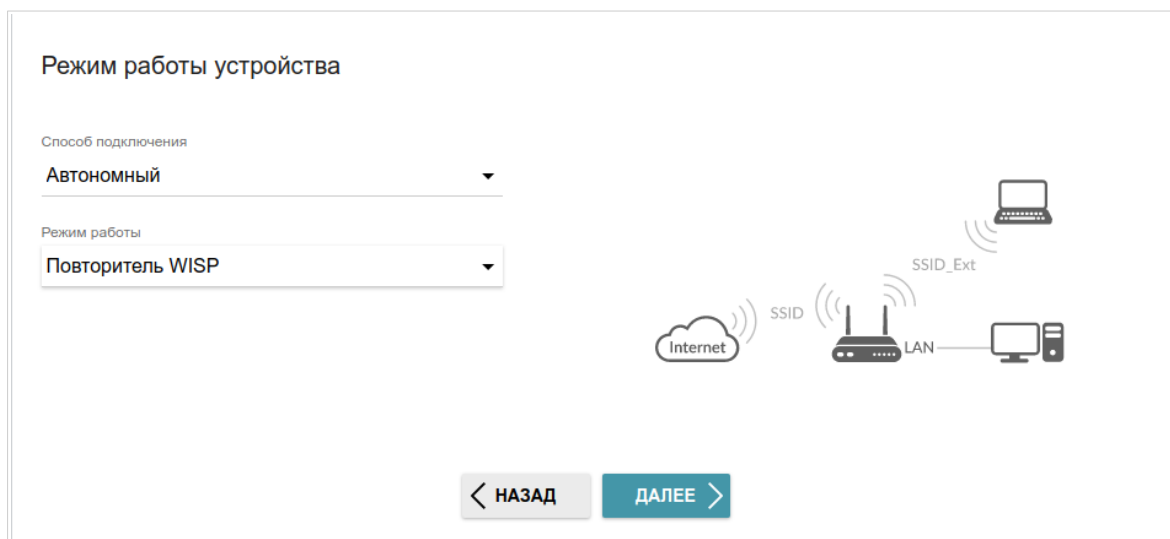 Режим работы устройства
Способ подключения
Автономный
Режим работы
Повторитель WISP
SSID_Ext
SSID
Internet
LAN
НАЗАД
ДАЛЕЕ